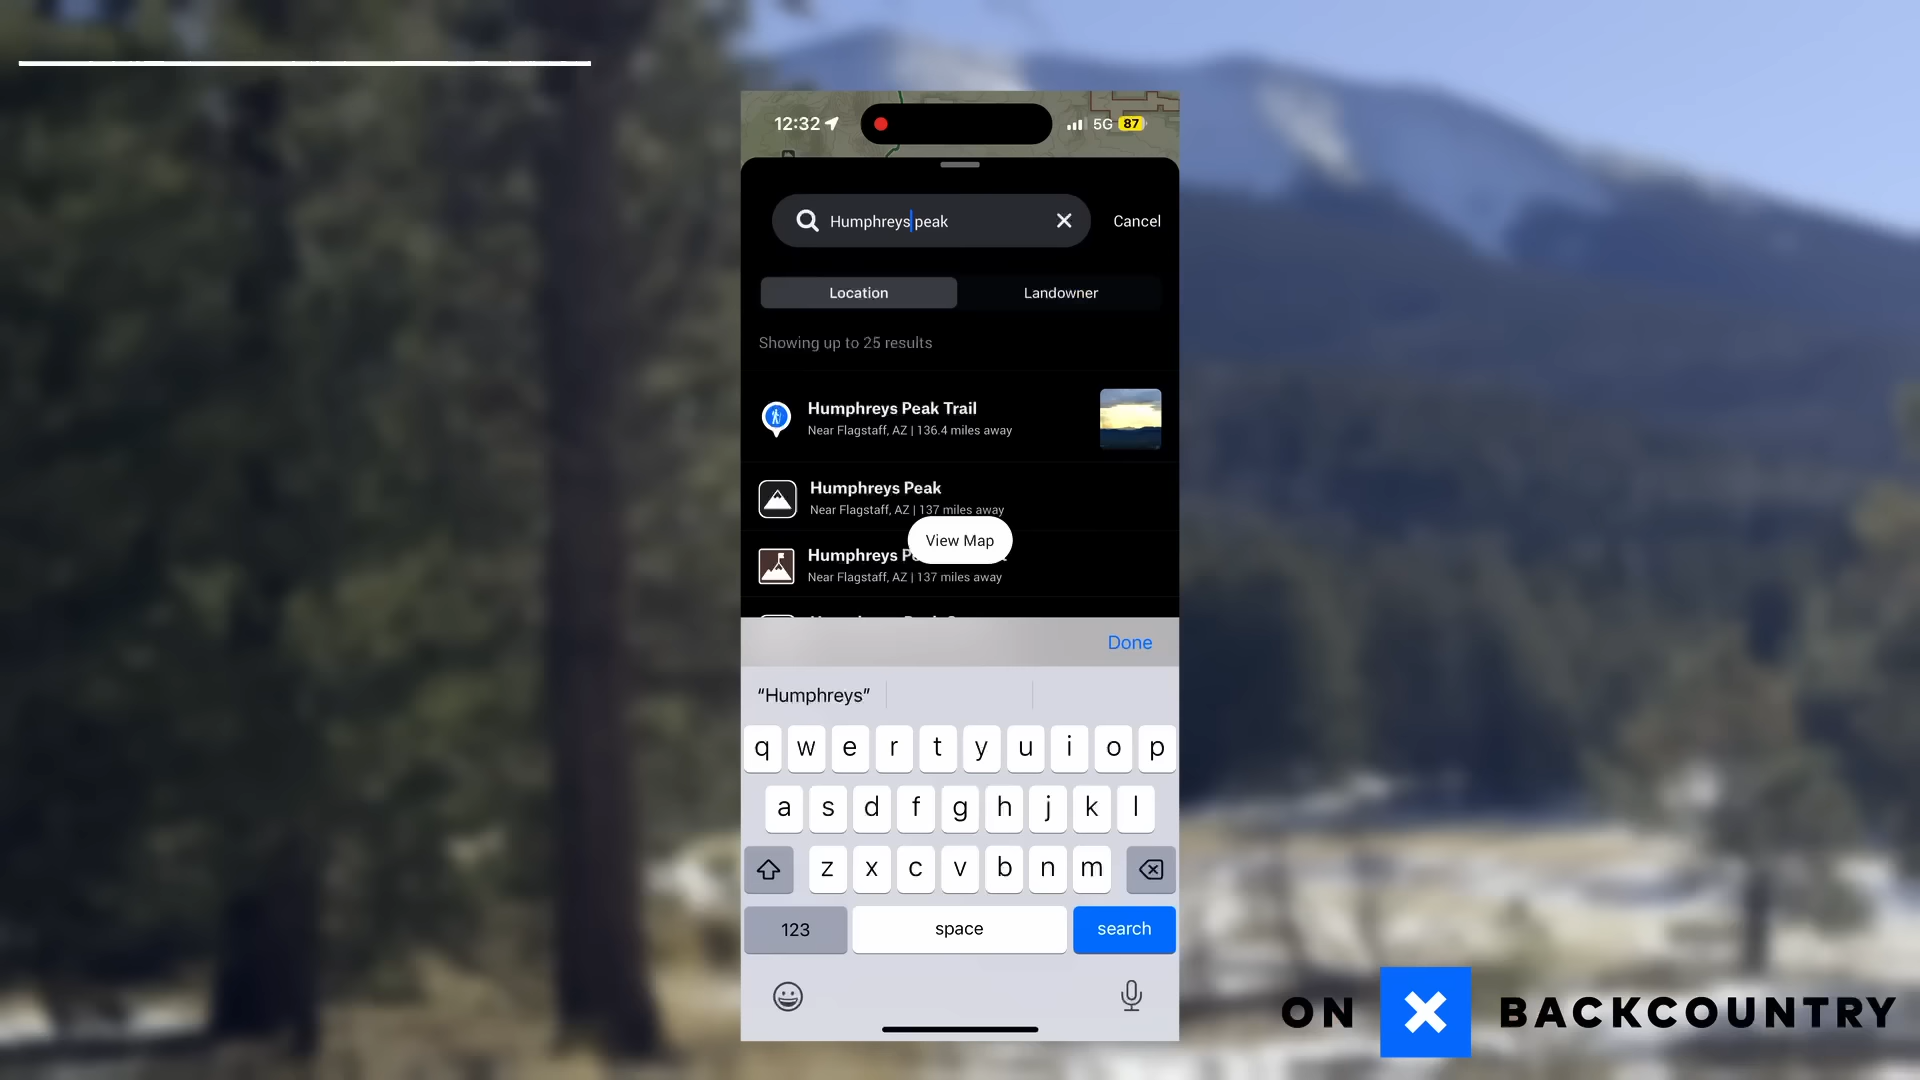 12:32
5G 87
Humphreys peak
Cancel
Location
Landowner
Showing up to 25 results
Humphreys Peak Trail
Near Flagstaff, AZ | 136.4 miles away
Humphreys Peak
Near Flagstaff, AZ | 137 miles away
View Map
Humphreys
Near Flagstaff, AZ | 137 miles away
Done
“Humphreys”
q w e r t y u i o p
a s d f g h j k l
z x c v b n m
123
space
search
ON X BACKCOUNTRY